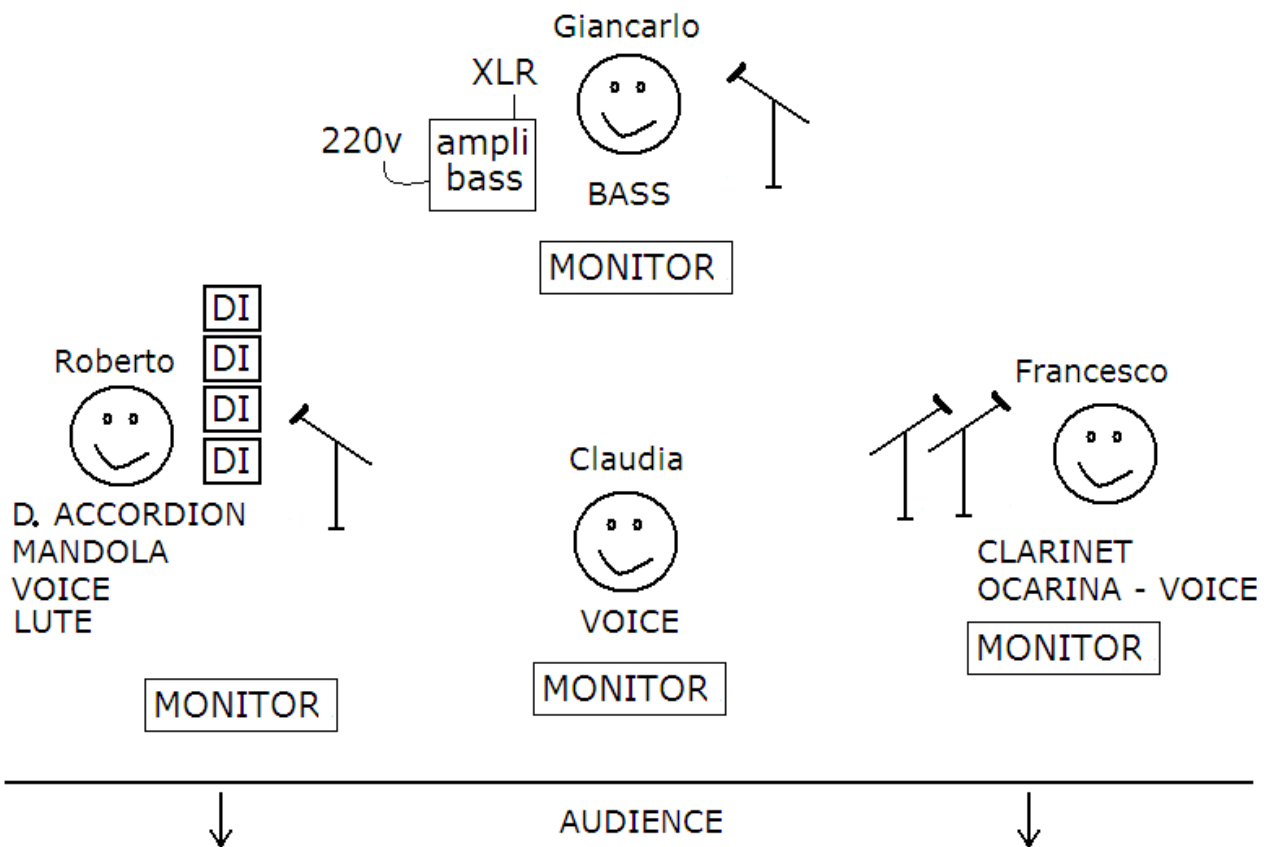 Giancarlo
XLR
220v
ampli
bass
BASS
MONITOR
DI
DI
DI
DI
Roberto
D. ACCORDION
MANDOLA
VOICE
LUTE
MONITOR
Claudia
VOICE
MONITOR
Francesco
CLARINET
OCARINA - VOICE
MONITOR
AUDIENCE